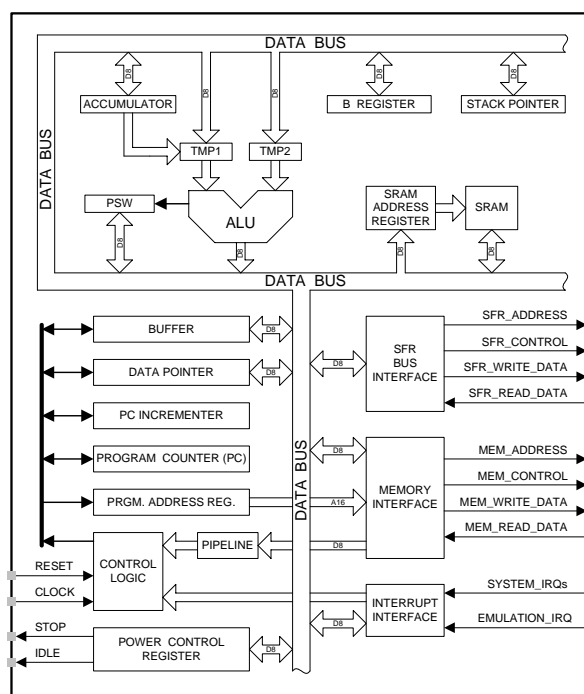 DATA BUS
D8
D8
D8
D8
D8
ACCUMULATOR
B REGISTER
STACK POINTER
DATA BUS
TMP1
TMP2
PSW
ALU
SRAM
ADDRESS
REGISTER
SRAM
D8
D8
D8
D8
DATA BUS
BUFFER
D8
DATA POINTER
D8
PC INCREMENTER
PROGRAM COUNTER (PC)
PRGM. ADDRESS REG.
A16
CONTROL
LOGIC
PIPELINE
D8
POWER CONTROL
REGISTER
D8
DATA BUS
D8
SFR
BUS
INTERFACE
SFR_ADDRESS
SFR_CONTROL
SFR_WRITE_DATA
SFR_READ_DATA
D8
MEMORY
INTERFACE
MEM_ADDRESS
MEM_CONTROL
MEM_WRITE_DATA
MEM_READ_DATA
D8
INTERRUPT
INTERFACE
SYSTEM_IRQs
EMULATION_IRQ
RESET
CLOCK
STOP
IDLE